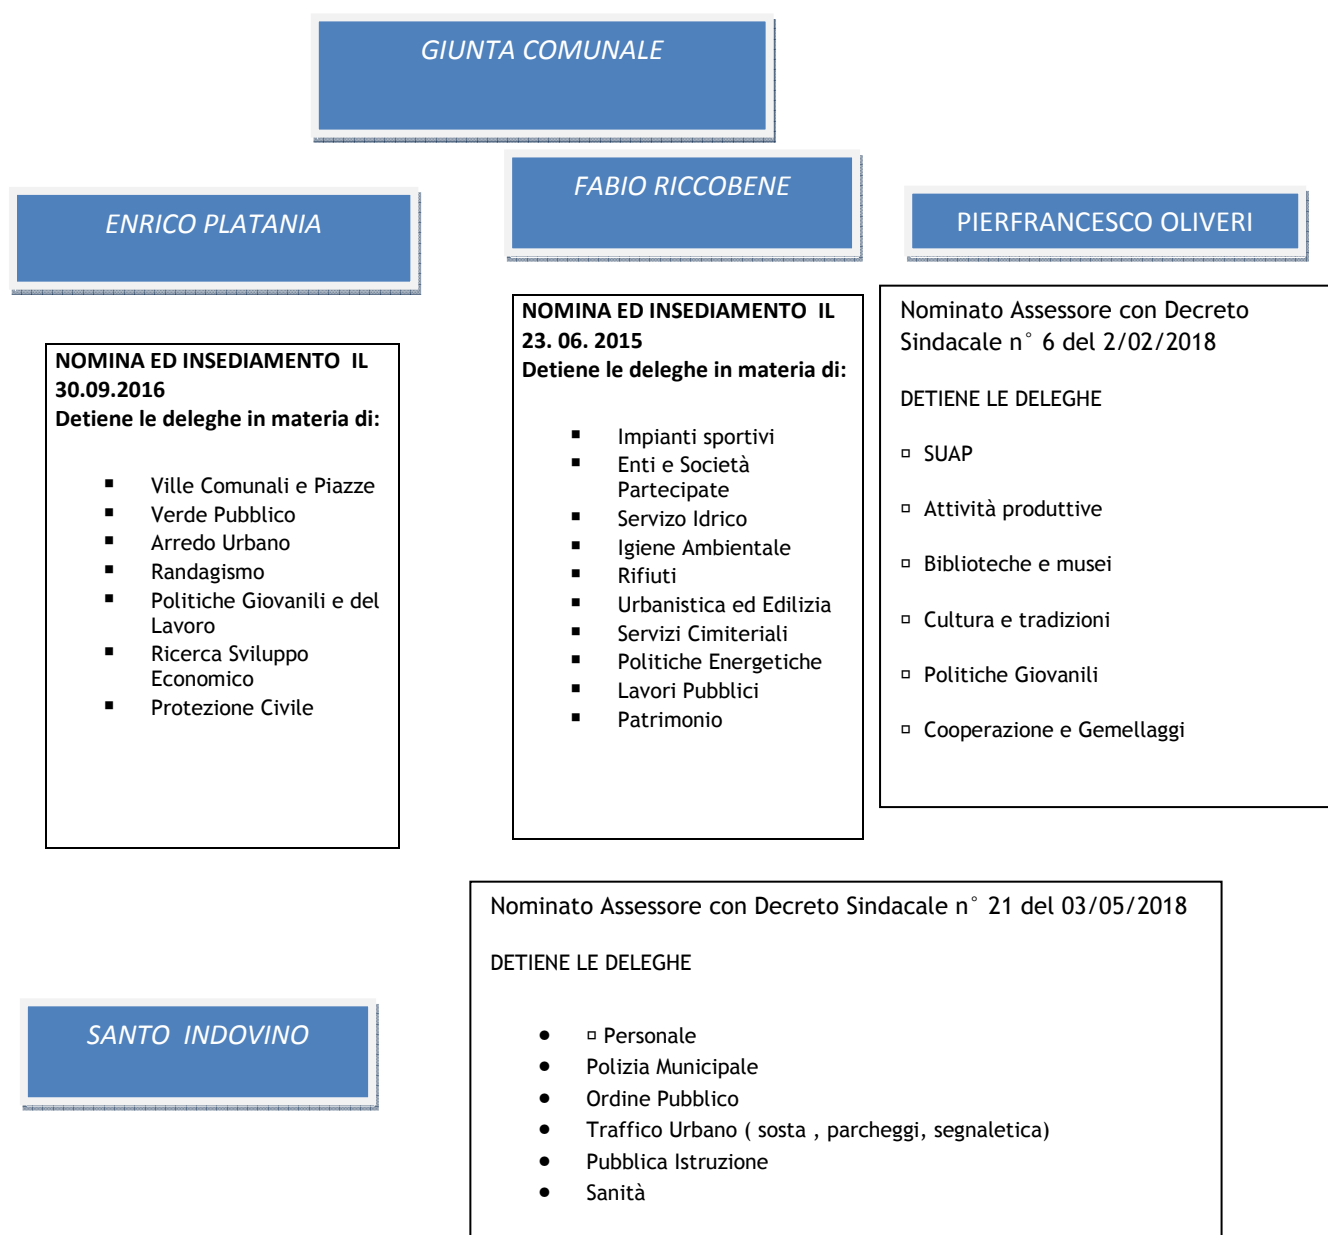 GIUNTA COMUNALE
ENRICO PLATANIA
NOMINA ED INSEDIAMENTO IL
30.09.2016
Detiene le deleghe in materia di:
▪ Ville Comunali e Piazze
▪ Verde Pubblico
▪ Arredo Urbano
▪ Randagismo
▪ Politiche Giovanili e del
Lavoro
▪ Ricerca Sviluppo
Economico
▪ Protezione Civile
FABIO RICCOBENE
NOMINA ED INSEDIAMENTO IL
23. 06. 2015
Detiene le deleghe in materia di:
▪ Impianti sportivi
▪ Enti e Società
Partecipate
▪ Servizo Idrico
▪ Igiene Ambientale
▪ Rifiuti
▪ Urbanistica ed Edilizia
▪ Servizi Cimiteriali
▪ Politiche Energetiche
▪ Lavori Pubblici
▪ Patrimonio
PIERFRANCESCO OLIVERI
Nominato Assessore con Decreto
Sindacale n° 6 del 2/02/2018
DETIENE LE DELEGHE
▫ SUAP
▫ Attività produttive
▫ Biblioteche e musei
▫ Cultura e tradizioni
▫ Politiche Giovanili
▫ Cooperazione e Gemellaggi
SANTO INDOVINO
Nominato Assessore con Decreto Sindacale n° 21 del 03/05/2018
DETIENE LE DELEGHE
● ▫ Personale
● Polizia Municipale
● Ordine Pubblico
● Traffico Urbano ( sosta , parcheggi, segnaletica)
● Pubblica Istruzione
● Sanità